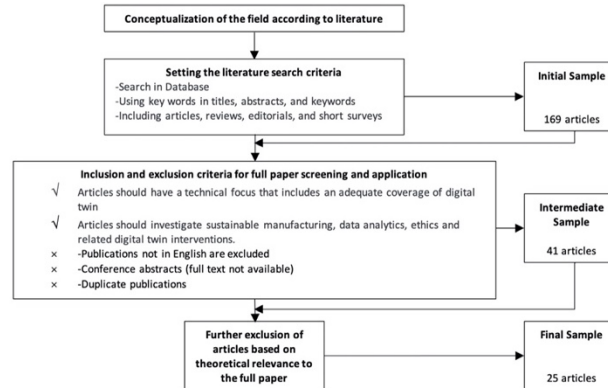 Conceptualization of the field according to literature
Setting the literature search criteria
-Search in Database
-Using key words in titles, abstracts, and keywords
-Including articles, reviews, editorials, and short surveys
Initial Sample
169 articles
Inclusion and exclusion criteria for full paper screening and application
√ Articles should have a technical focus that includes an adequate coverage of digital
twin
√ Articles should investigate sustainable manufacturing, data analytics, ethics and
related digital twin interventions.
× -Publications not in English are excluded
× -Conference abstracts (full text not available)
× -Duplicate publications
Intermediate
Sample
41 articles
Further exclusion of
articles based on
theoretical relevance to
the full paper
Final Sample
25 articles